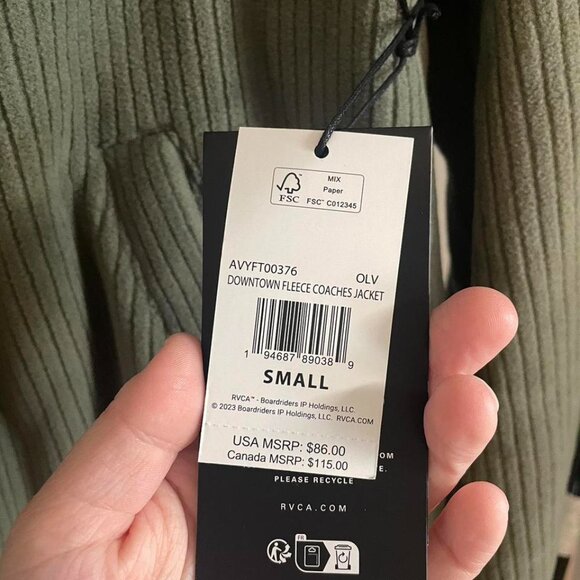 MIX
Paper
FSC
FSC™ C012345
AVYFT00376 OLV
DOWNTOWN FLEECE COACHES JACKET
1 94687 89038 9
SMALL
RVCA™ - Boardriders IP Holdings, LLC.
© 2023 Boardriders IP Holdings, LLC. RVCA.COM
USA MSRP: $86.00
Canada MSRP: $115.00
OM
E.
PLEASE RECYCLE
RVCA.COM
FR